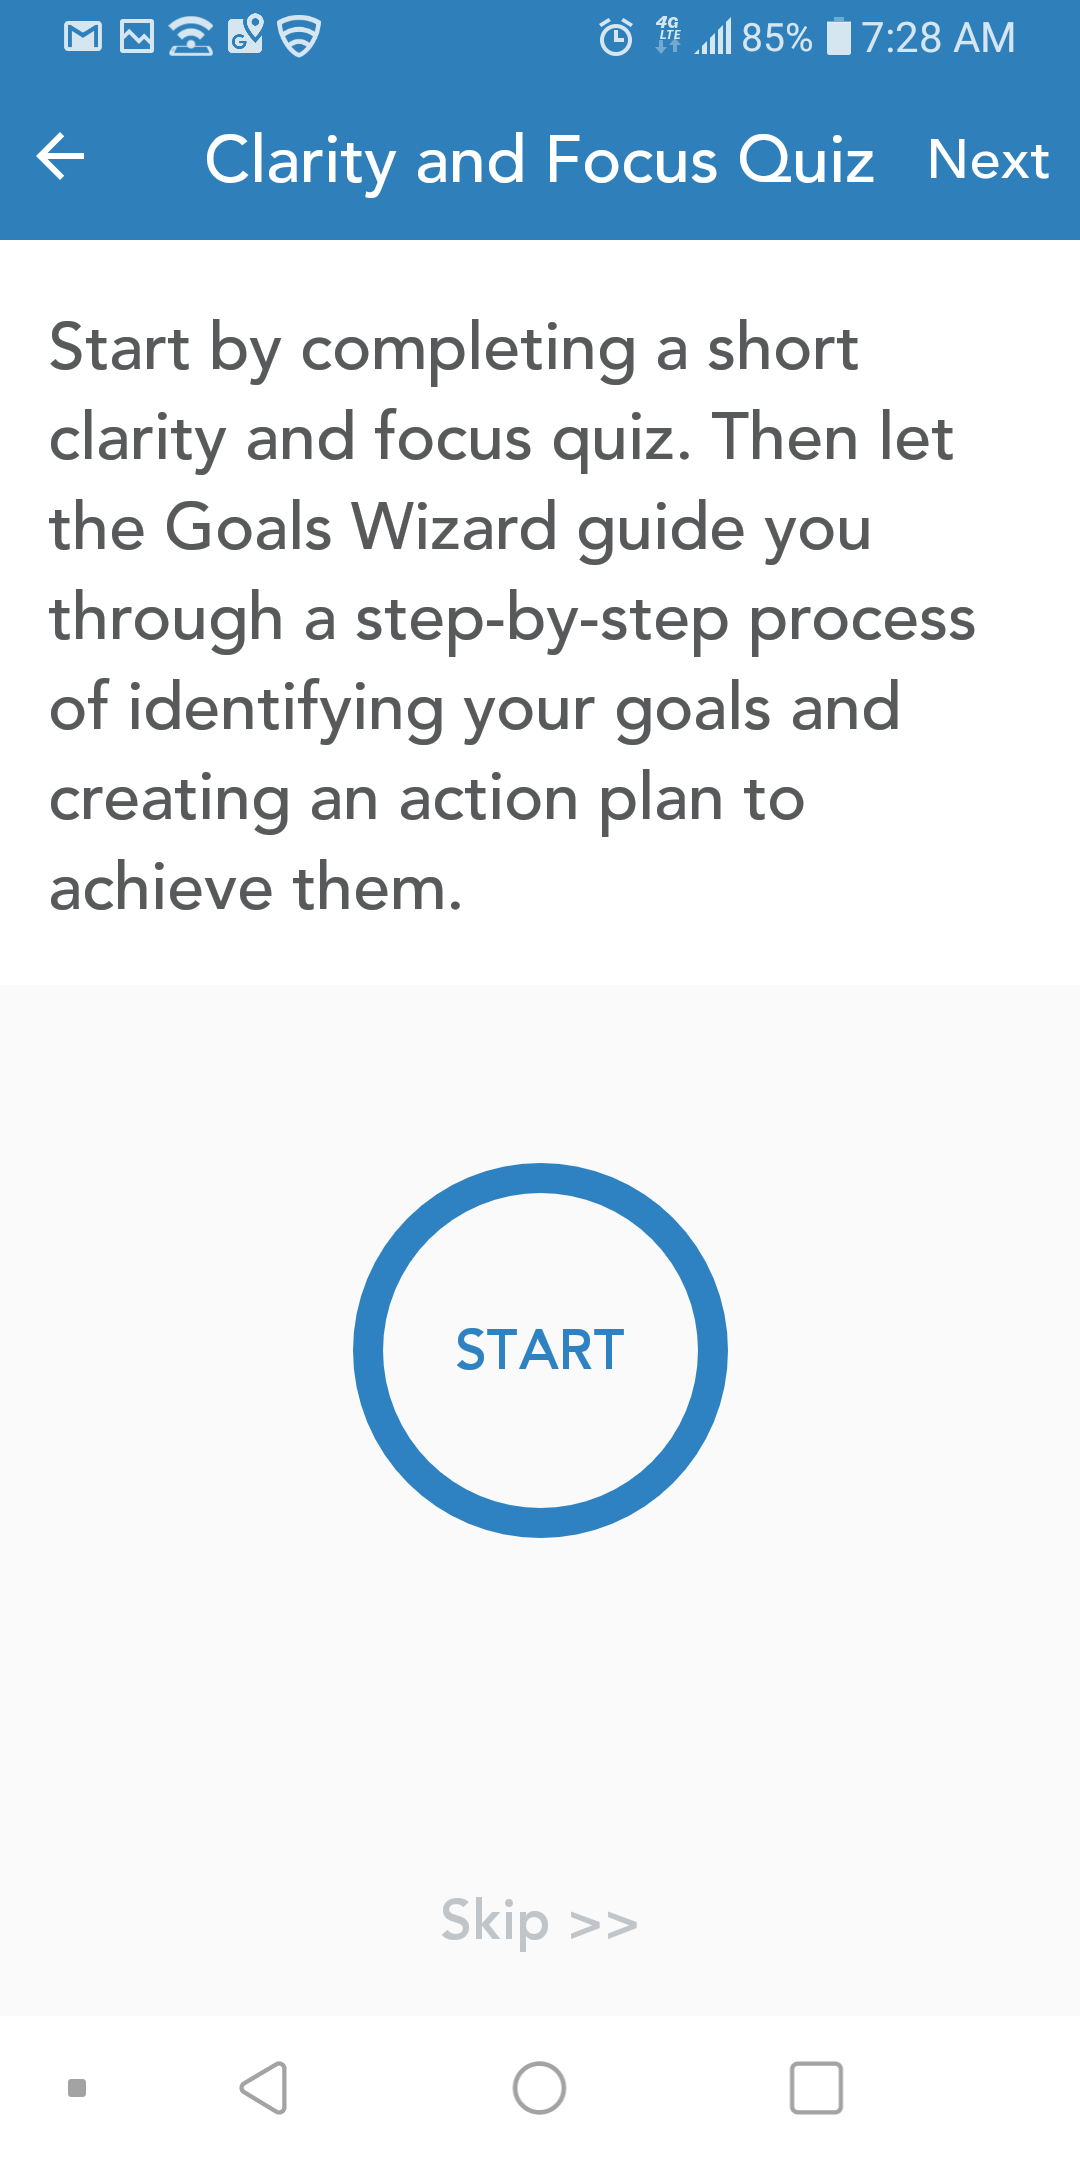 4G LTE 85% 7:28 AM
Clarity and Focus Quiz Next
Start by completing a short
clarity and focus quiz. Then let
the Goals Wizard guide you
through a step-by-step process
of identifying your goals and
creating an action plan to
achieve them.
START
Skip >>